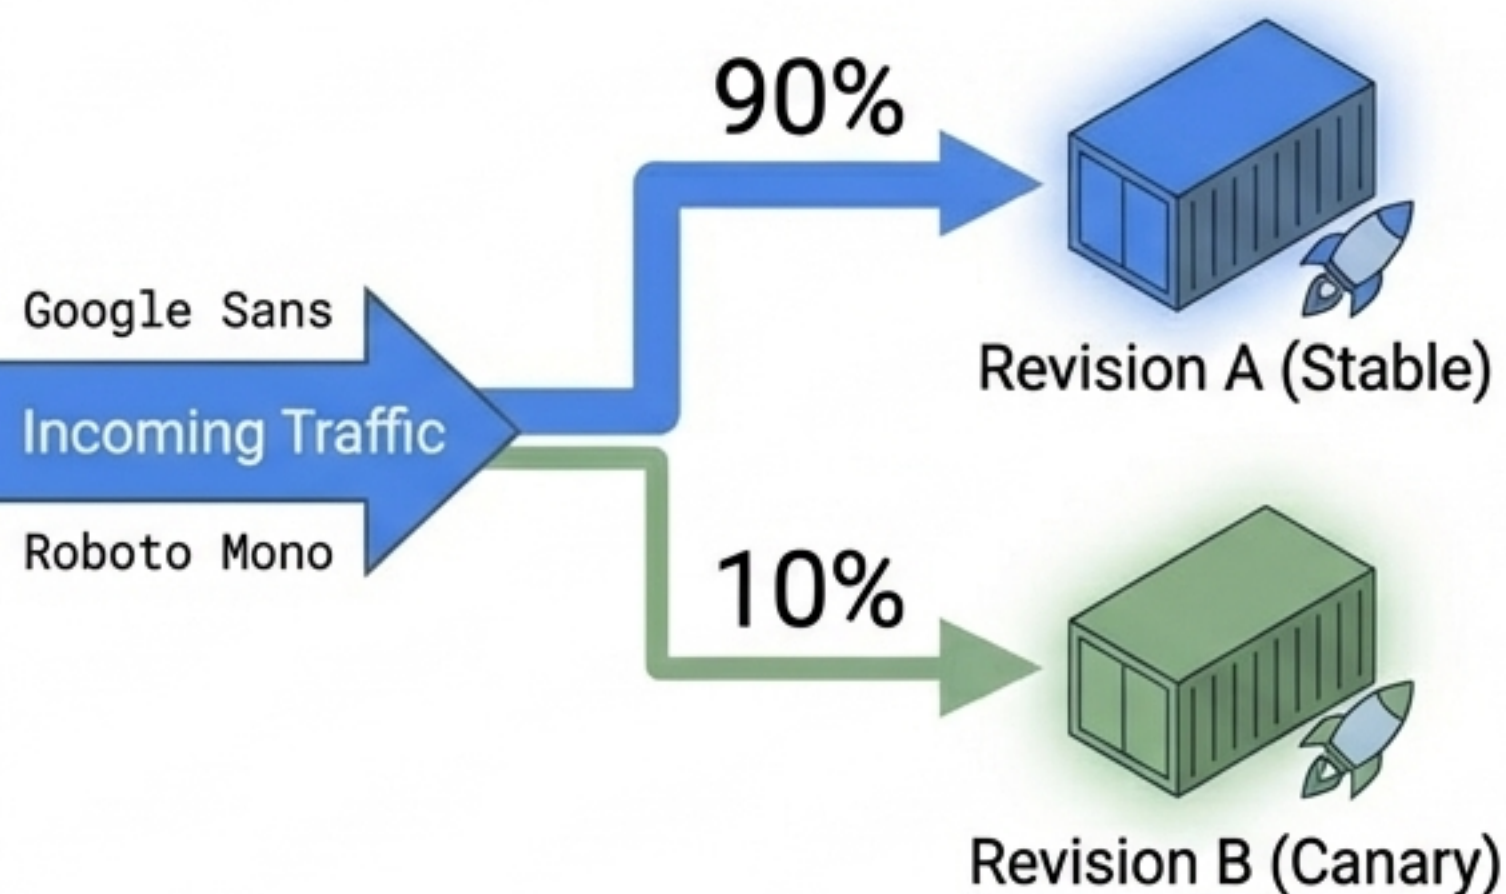 90%
Google Sans
Revision A (Stable)
Incoming Traffic
Roboto Mono
10%
Revision B (Canary)